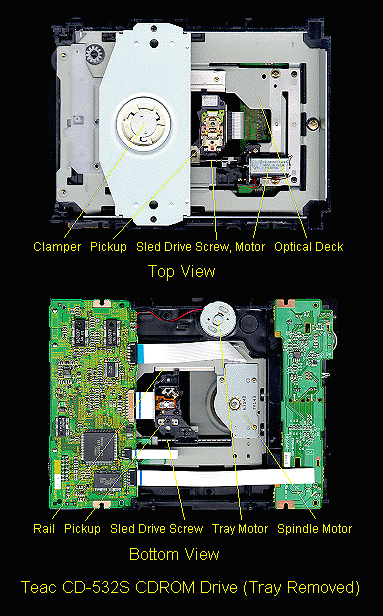 Clamper Pickup Sled Drive Screw, Motor Optical Deck
Top View
Rail Pickup Sled Drive Screw Tray Motor Spindle Motor
Bottom View
Teac CD-532S CDROM Drive (Tray Removed)